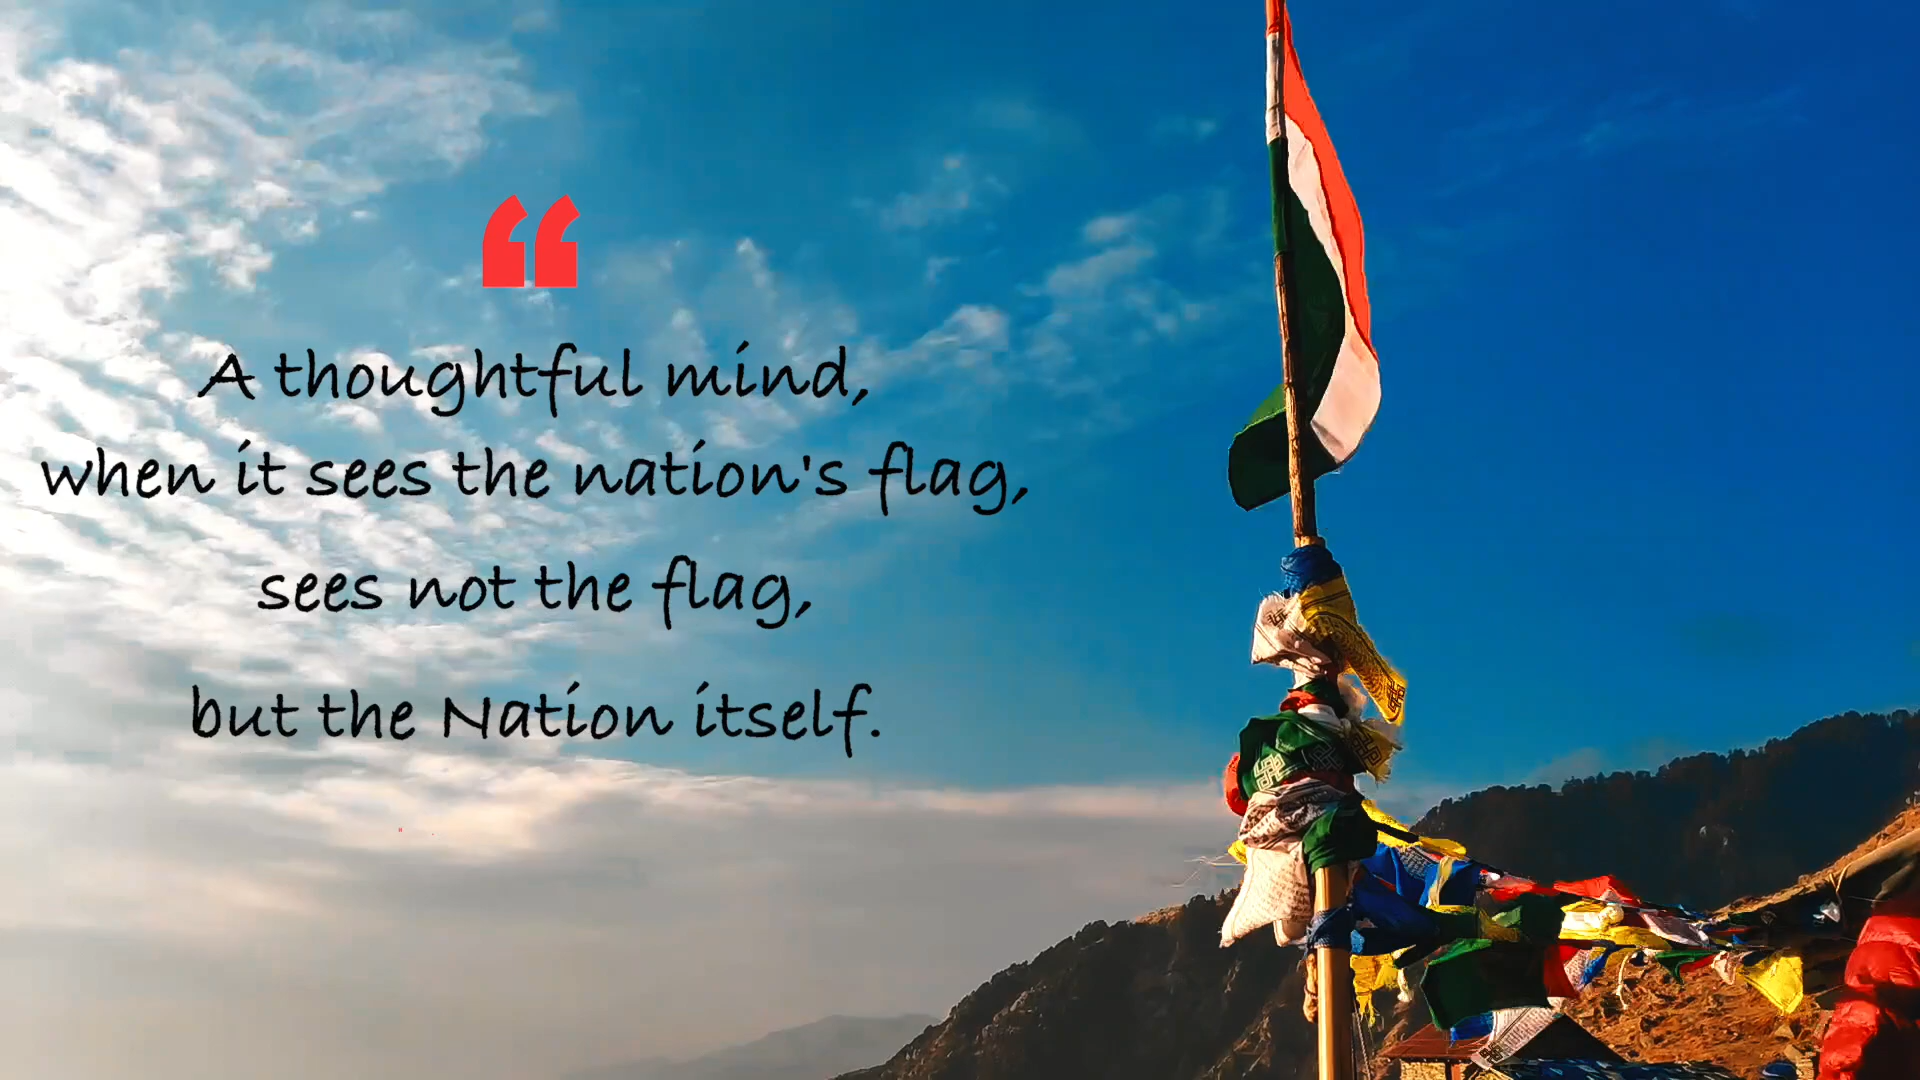 “
A thoughtful mind,
when it sees the nation's flag,
sees not the flag,
but the Nation itself.